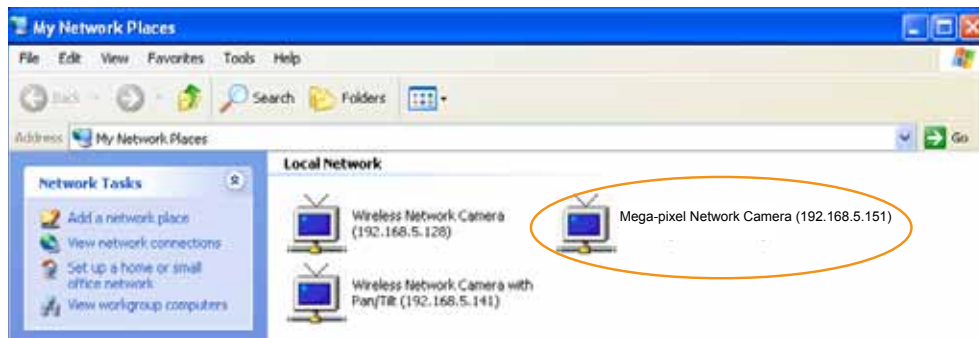 My Network Places
File Edit View Favorites Tools Help
Back Search Folders
Address My Network Places Go
Local Network
Network Tasks
Add a network place
View network connections
Set up a home or small
office network
View workgroup computers
Wireless Network Camera
(192.168.5.128)
Mega-pixel Network Camera (192.168.5.151)
Wireless Network Camera with
Pan/Tilt (192.168.5.141)